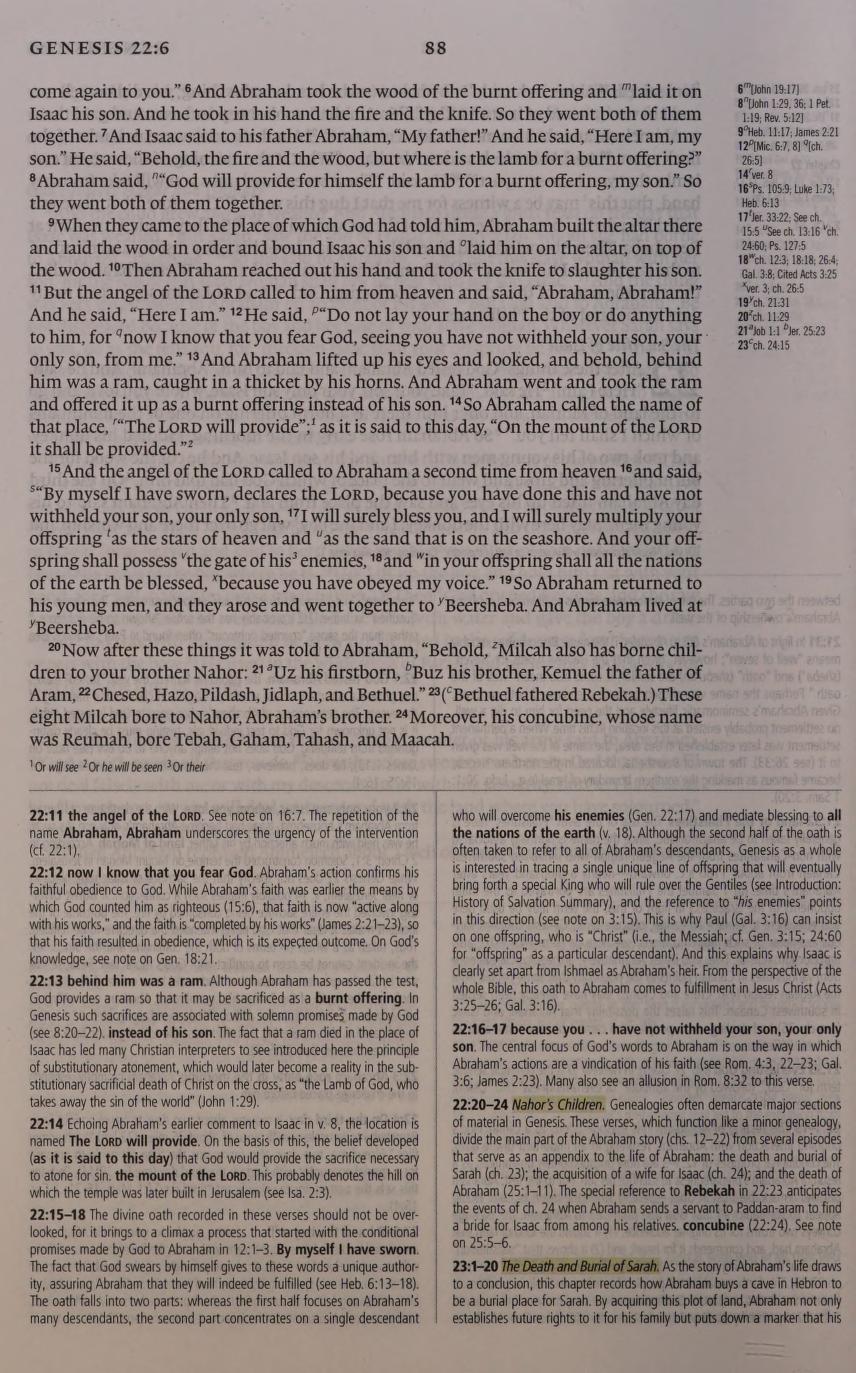 GENESIS 22:6
88
come again to you.” ⁶And Abraham took the wood of the burnt offering and ᵐlaid it on
Isaac his son. And he took in his hand the fire and the knife. So they went both of them
together. ⁷And Isaac said to his father Abraham, “My father!” And he said, “Here I am, my
son.” He said, “Behold, the fire and the wood, but where is the lamb for a burnt offering?”
⁸Abraham said, ⁿ“God will provide for himself the lamb for a burnt offering, my son.” So
they went both of them together.
⁹When they came to the place of which God had told him, Abraham built the altar there
and laid the wood in order and bound Isaac his son and ᵒlaid him on the altar, on top of
the wood. ¹⁰Then Abraham reached out his hand and took the knife to slaughter his son.
¹¹But the angel of the LORD called to him from heaven and said, “Abraham, Abraham!”
And he said, “Here I am.” ¹²He said, ᵖ“Do not lay your hand on the boy or do anything
to him, for ᑫnow I know that you fear God, seeing you have not withheld your son, your
only son, from me.” ¹³And Abraham lifted up his eyes and looked, and behold, behind
him was a ram, caught in a thicket by his horns. And Abraham went and took the ram
and offered it up as a burnt offering instead of his son. ¹⁴So Abraham called the name of
that place, ʳ“The LORD will provide”;¹ as it is said to this day, “On the mount of the LORD
it shall be provided.”²
¹⁵And the angel of the LORD called to Abraham a second time from heaven ¹⁶and said,
ˢ“By myself I have sworn, declares the LORD, because you have done this and have not
withheld your son, your only son, ¹⁷I will surely bless you, and I will surely multiply your
offspring ᵗas the stars of heaven and ᵘas the sand that is on the seashore. And your off-
spring shall possess ᵛthe gate of his³ enemies, ¹⁸and ʷin your offspring shall all the nations
of the earth be blessed, ˣbecause you have obeyed my voice.” ¹⁹So Abraham returned to
his young men, and they arose and went together to ʸBeersheba. And Abraham lived at
ʸBeersheba.
²⁰Now after these things it was told to Abraham, “Behold, ᶻMilcah also has borne chil-
dren to your brother Nahor: ²¹ᵃUz his firstborn, ᵇBuz his brother, Kemuel the father of
Aram, ²²Chesed, Hazo, Pildash, Jidlaph, and Bethuel.” ²³(ᶜBethuel fathered Rebekah.) These
eight Milcah bore to Nahor, Abraham’s brother. ²⁴Moreover, his concubine, whose name
was Reumah, bore Tebah, Gaham, Tahash, and Maacah.
¹Or will see ²Or he will be seen ³Or their
6ᵐ[John 19:17]
8ⁿ[John 1:29, 36; 1 Pet.
1:19; Rev. 5:12]
9ᵒHeb. 11:17; James 2:21
12ᵖ[Mic. 6:7, 8] ᑫ[ch.
26:5]
14ʳver. 8
16ˢPs. 105:9; Luke 1:73;
Heb. 6:13
17ᵗJer. 33:22; See ch.
15:5 ᵘSee ch. 13:16 ᵛch.
24:60; Ps. 127:5
18ʷch. 12:3; 18:18; 26:4;
Gal. 3:8; Cited Acts 3:25
ˣver. 3; ch. 26:5
19ʸch. 21:31
20ᶻch. 11:29
21ᵃJob 1:1 ᵇJer. 25:23
23ᶜch. 24:15
22:11 the angel of the LORD. See note on 16:7. The repetition of the
name Abraham, Abraham underscores the urgency of the intervention
(cf. 22:1).
22:12 now I know that you fear God. Abraham’s action confirms his
faithful obedience to God. While Abraham’s faith was earlier the means by
which God counted him as righteous (15:6), that faith is now “active along
with his works,” and the faith is “completed by his works” (James 2:21–23), so
that his faith resulted in obedience, which is its expected outcome. On God’s
knowledge, see note on Gen. 18:21.
22:13 behind him was a ram. Although Abraham has passed the test,
God provides a ram so that it may be sacrificed as a burnt offering. In
Genesis such sacrifices are associated with solemn promises made by God
(see 8:20–22). instead of his son. The fact that a ram died in the place of
Isaac has led many Christian interpreters to see introduced here the principle
of substitutionary atonement, which would later become a reality in the sub-
stitutionary sacrificial death of Christ on the cross, as “the Lamb of God, who
takes away the sin of the world” (John 1:29).
22:14 Echoing Abraham’s earlier comment to Isaac in v. 8, the location is
named The LORD will provide. On the basis of this, the belief developed
(as it is said to this day) that God would provide the sacrifice necessary
to atone for sin. the mount of the LORD. This probably denotes the hill on
which the temple was later built in Jerusalem (see Isa. 2:3).
22:15–18 The divine oath recorded in these verses should not be over-
looked, for it brings to a climax a process that started with the conditional
promises made by God to Abraham in 12:1–3. By myself I have sworn.
The fact that God swears by himself gives to these words a unique author-
ity, assuring Abraham that they will indeed be fulfilled (see Heb. 6:13–18).
The oath falls into two parts: whereas the first half focuses on Abraham’s
many descendants, the second part concentrates on a single descendant
who will overcome his enemies (Gen. 22:17) and mediate blessing to all
the nations of the earth (v. 18). Although the second half of the oath is
often taken to refer to all of Abraham’s descendants, Genesis as a whole
is interested in tracing a single unique line of offspring that will eventually
bring forth a special King who will rule over the Gentiles (see Introduction:
History of Salvation Summary), and the reference to “his enemies” points
in this direction (see note on 3:15). This is why Paul (Gal. 3:16) can insist
on one offspring, who is “Christ” (i.e., the Messiah; cf. Gen. 3:15; 24:60
for “offspring” as a particular descendant). And this explains why Isaac is
clearly set apart from Ishmael as Abraham’s heir. From the perspective of the
whole Bible, this oath to Abraham comes to fulfillment in Jesus Christ (Acts
3:25–26; Gal. 3:16).
22:16–17 because you . . . have not withheld your son, your only
son. The central focus of God’s words to Abraham is on the way in which
Abraham’s actions are a vindication of his faith (see Rom. 4:3, 22–23; Gal.
3:6; James 2:23). Many also see an allusion in Rom. 8:32 to this verse.
22:20–24 Nahor’s Children. Genealogies often demarcate major sections
of material in Genesis. These verses, which function like a minor genealogy,
divide the main part of the Abraham story (chs. 12–22) from several episodes
that serve as an appendix to the life of Abraham: the death and burial of
Sarah (ch. 23); the acquisition of a wife for Isaac (ch. 24); and the death of
Abraham (25:1–11). The special reference to Rebekah in 22:23 anticipates
the events of ch. 24 when Abraham sends a servant to Paddan-aram to find
a bride for Isaac from among his relatives. concubine (22:24). See note
on 25:5–6.
23:1–20 The Death and Burial of Sarah. As the story of Abraham’s life draws
to a conclusion, this chapter records how Abraham buys a cave in Hebron to
be a burial place for Sarah. By acquiring this plot of land, Abraham not only
establishes future rights to it for his family but puts down a marker that his